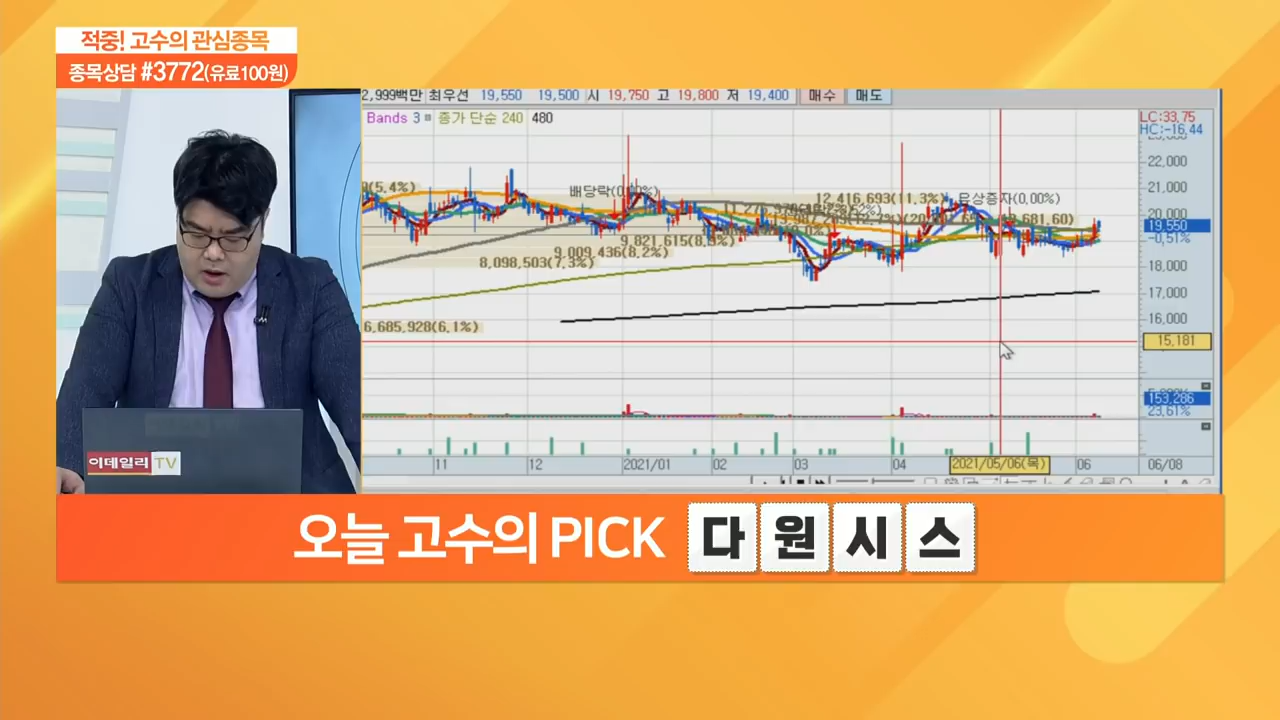 적중! 고수의 관심종목
종목상담 #3772(유료100원)
2,999백만 최우선 19,550 19,500 시 19,750 고 19,800 저 19,400 매수 매도
Bands 3 종가 단순 240 480
LC:33,75
HC:-16,44
22,000
21,000
20,000
19,550
-0,51%
18,000
17,000
16,000
15,181
(5.4%)
배당락(0,00%)
12,416,693(11.3%)
유상증자(0,00%)
9,821,615(8.9%)
9,009,436(8.2%)
8,098,503(7.3%)
6,685,928(6.1%)
153,286
23,61%
11 12 2021/01 02 03 04 2021/05/06(목) 06 06/08
이데일리 TV
오늘 고수의 PICK 다원시스